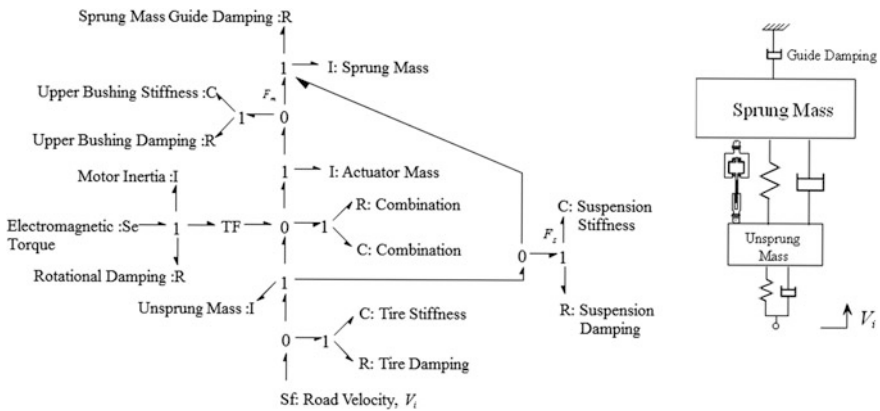 Sprung Mass Guide Damping :R
1
I: Sprung Mass
Upper Bushing Stiffness :C
1
F_m
0
Upper Bushing Damping :R
Motor Inertia :I
1
I: Actuator Mass
R: Combination
Electromagnetic :Se
Torque
1
TF
0
1
C: Combination
Rotational Damping :R
C: Suspension
Stiffness
0
F_s
1
Unsprung Mass :I
1
R: Suspension
Damping
C: Tire Stiffness
0
1
R: Tire Damping
Sf: Road Velocity, V_i
Guide Damping
Sprung Mass
Unsprung
Mass
V_i